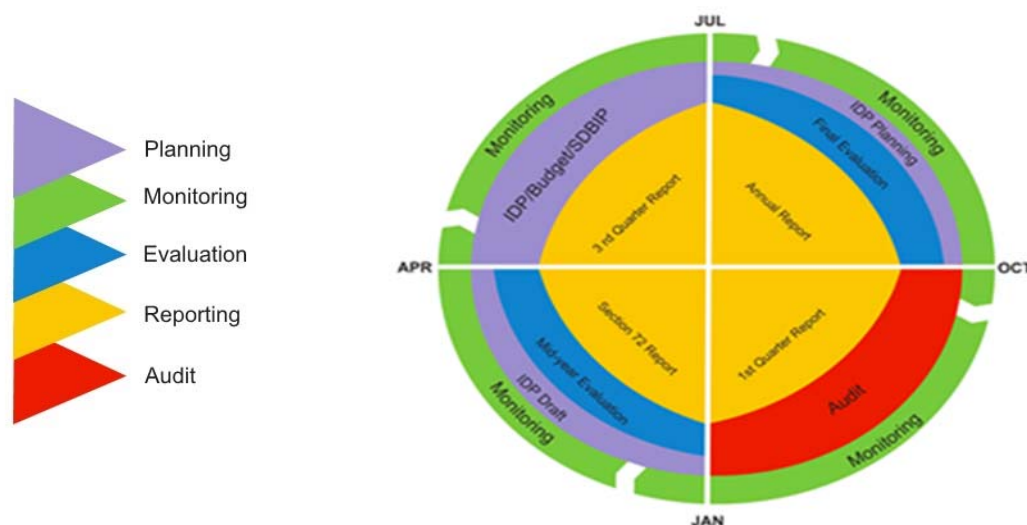 Planning
Monitoring
Evaluation
Reporting
Audit
JUL
Monitoring
IDP/Budget/SDBIP
3 rd Quarter Report
Monitoring
IDP Planning
Final Evaluation
Annual Report
APR
OCT
Section 72 Report
Mid-year Evaluation
IDP Draft
Monitoring
1st Quarter Report
Audit
Monitoring
JAN